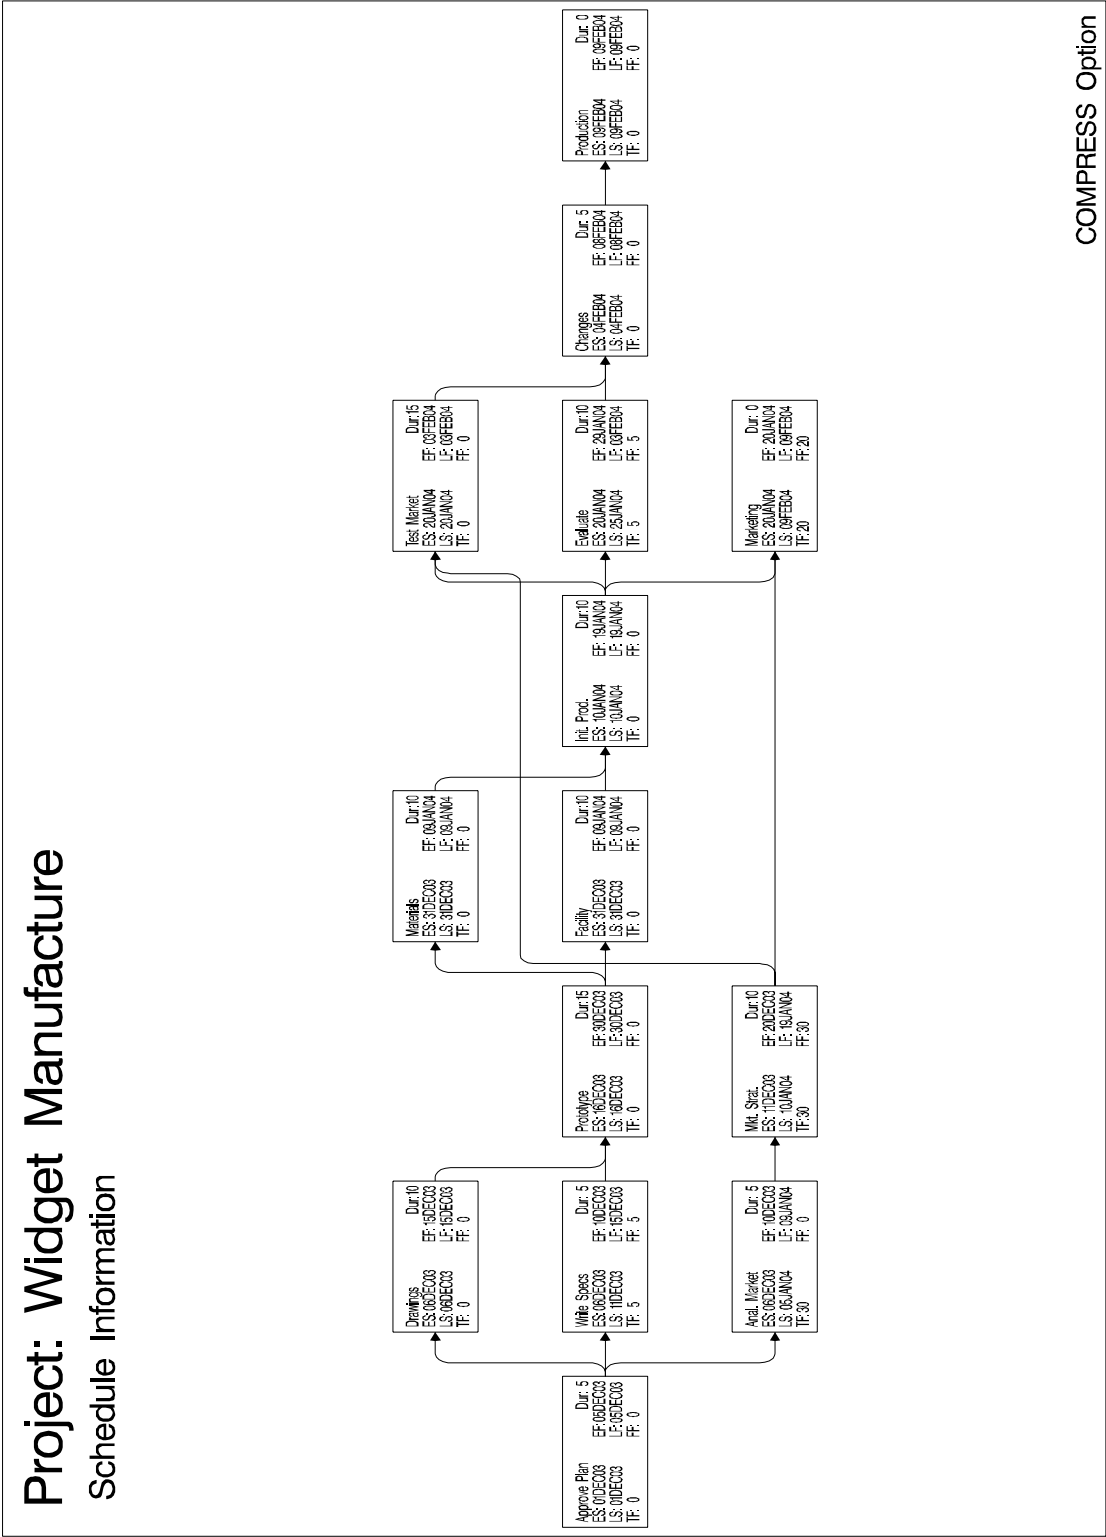 Project: Widget Manufacture
Schedule Information
Approve Plan Dur: 5
ES: 01DEC03 EF: 05DEC03
LS: 01DEC03 LF: 05DEC03
TF: 0 FF: 0
Drawings Dur:10
ES: 06DEC03 EF: 15DEC03
LS: 06DEC03 LF: 15DEC03
TF: 0 FF: 0
Write Specs Dur: 5
ES: 06DEC03 EF: 10DEC03
LS: 11DEC03 LF: 15DEC03
TF: 5 FF: 5
Anal. Market Dur: 5
ES: 06DEC03 EF: 10DEC03
LS: 05JAN04 LF: 09JAN04
TF:30 FF: 0
Prototype Dur:15
ES: 16DEC03 EF: 30DEC03
LS: 16DEC03 LF: 30DEC03
TF: 0 FF: 0
Mkt. Strat. Dur:10
ES: 11DEC03 EF: 20DEC03
LS: 10JAN04 LF: 19JAN04
TF:30 FF:30
Materials Dur:10
ES: 31DEC03 EF: 09JAN04
LS: 31DEC03 LF: 09JAN04
TF: 0 FF: 0
Facility Dur:10
ES: 31DEC03 EF: 09JAN04
LS: 31DEC03 LF: 09JAN04
TF: 0 FF: 0
Init. Prod. Dur:10
ES: 10JAN04 EF: 19JAN04
LS: 10JAN04 LF: 19JAN04
TF: 0 FF: 0
Test Market Dur:15
ES: 20JAN04 EF: 03FEB04
LS: 20JAN04 LF: 03FEB04
TF: 0 FF: 0
Evaluate Dur:10
ES: 20JAN04 EF: 29JAN04
LS: 25JAN04 LF: 03FEB04
TF: 5 FF: 5
Marketing Dur: 0
ES: 20JAN04 EF: 20JAN04
LS: 09FEB04 LF: 09FEB04
TF:20 FF:20
Changes Dur: 5
ES: 04FEB04 EF: 08FEB04
LS: 04FEB04 LF: 08FEB04
TF: 0 FF: 0
Production Dur: 0
ES: 09FEB04 EF: 09FEB04
LS: 09FEB04 LF: 09FEB04
TF: 0 FF: 0
COMPRESS Option